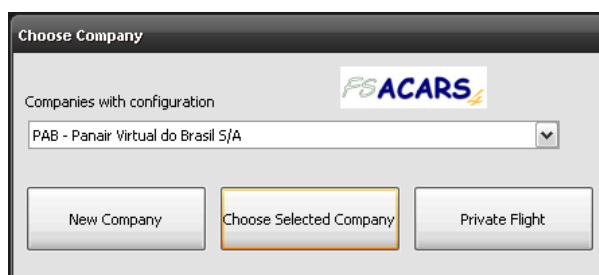 Choose Company
FSACARS4
Companies with configuration
PAB - Panair Virtual do Brasil S/A
New Company
Choose Selected Company
Private Flight